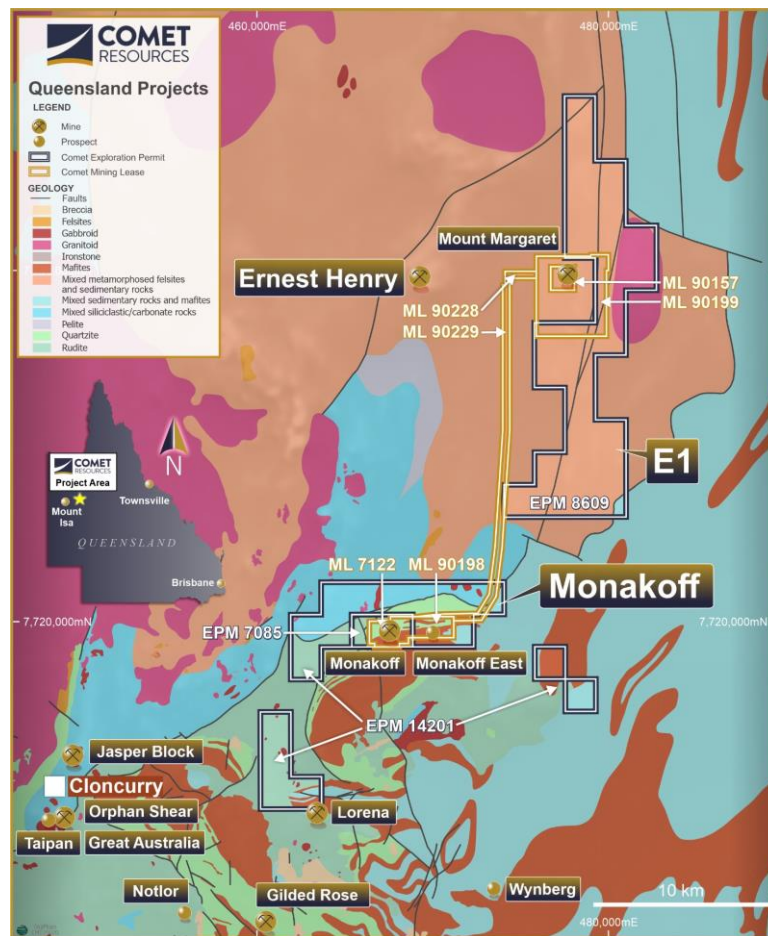 460,000mE
480,000mE
COMET
RESOURCES
Queensland Projects
LEGEND
Mine
Prospect
Comet Exploration Permit
Comet Mining Lease
GEOLOGY
Faults
Breccia
Felsites
Gabbroid
Granitoid
Ironstone
Mafites
Mixed metamorphosed felsites
and sedimentary rocks
Mixed sedimentary rocks and mafites
Mixed siliciclastic/carbonate rocks
Pelite
Quartzite
Rudite
Mount Margaret
Ernest Henry
ML 90157
ML 90228
ML 90199
ML 90229
N
COMET
RESOURCES
Project Area
Mount
Isa
Townsville
QUEENSLAND
Brisbane
E1
EPM 8609
ML 7122
ML 90198
Monakoff
7,720,000mN
EPM 7085
7,720,000mN
Monakoff
Monakoff East
EPM 14201
Jasper Block
Cloncurry
Orphan Shear
Lorena
Taipan
Great Australia
Notlor
Gilded Rose
Wynberg
10 km
480,000mE